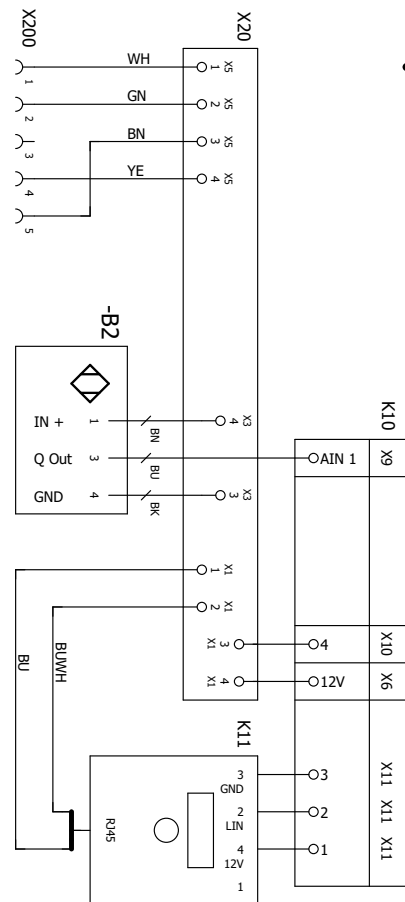 X200
X20
WH
1
1
X5
GN
2
2
X5
BN
3
3
X5
YE
4
4
X5
5
-B2
IN +
1
BN
4
X3
Q Out
3
BU
GND
4
BK
3
X3
K10
AIN 1
X9
1
X1
2
X1
X1
3
4
X10
X1
4
12V
X6
BU
BUWH
K11
3
GND
3
X11
2
LIN
2
X11
4
12V
1
X11
1
RJ45